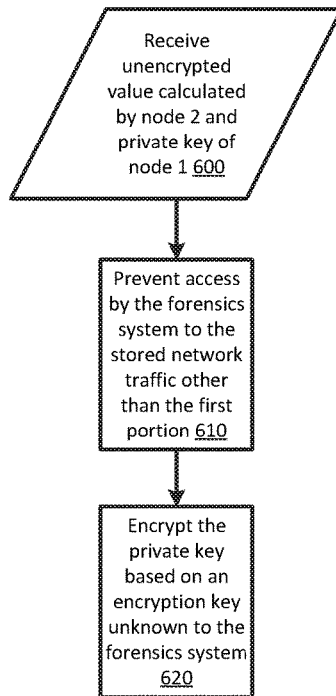 Receive
unencrypted
value calculated
by node 2 and
private key of
node 1 600
Prevent access
by the forensics
system to the
stored network
traffic other
than the first
portion 610
Encrypt the
private key
based on an
encryption key
unknown to the
forensics system
620